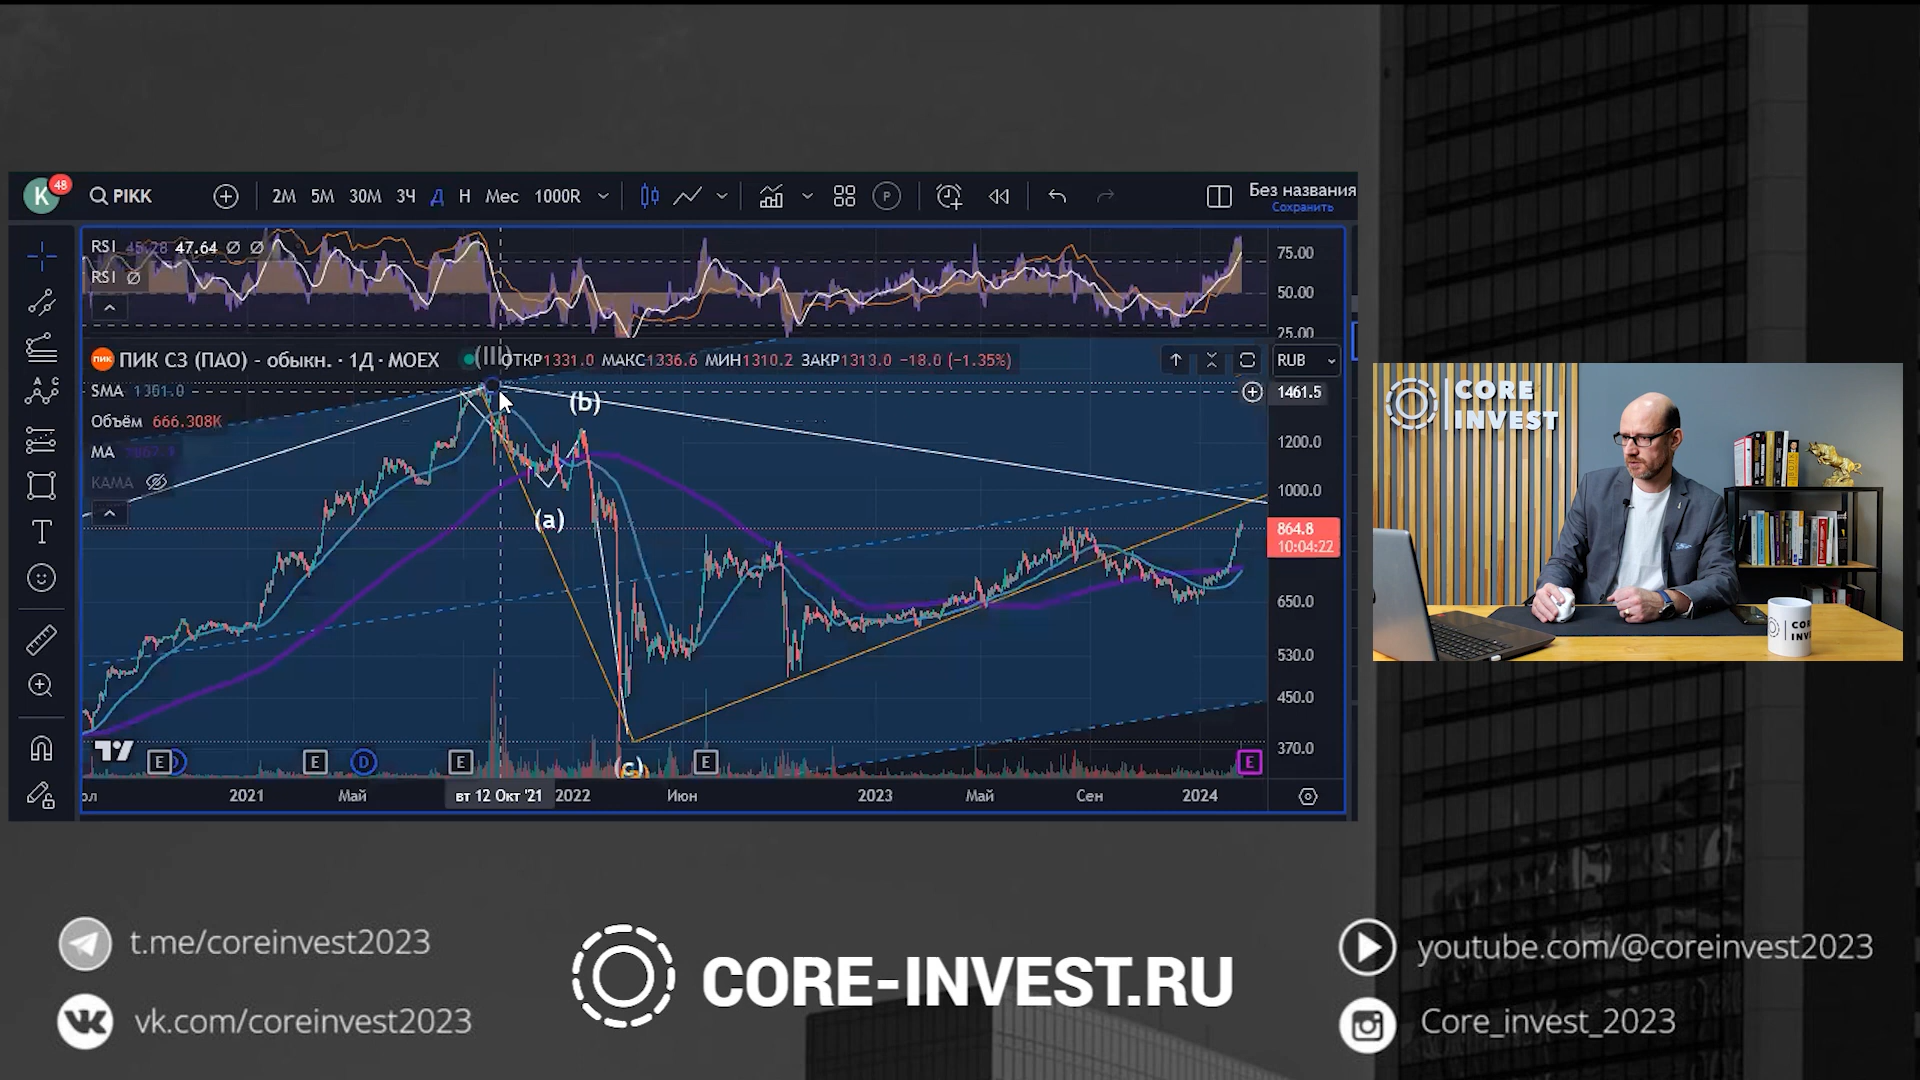 K
48
PIKK
2М 5М 30М 3Ч Д Н Мес 1000R
P
Без названия
Сохранить
RSI 47.64 Ø Ø
RSI Ø
75.00
50.00
25.00
ПИК
ПИК СЗ (ПАО) - обыкн. · 1Д · MOEX
(III)
ОТКР1331.0 МАКС1336.6 МИН1310.2 ЗАКР1313.0 −18.0 (−1.35%)
RUB
SMA
Объём 666.308K
MA
KAMA
(b)
(a)
(c)
1461.5
1200.0
1000.0
864.8
10:04:22
650.0
530.0
450.0
370.0
E
E
D
E
E
E
2021
Май
вт 12 Окт '21
2022
Июн
2023
Май
Сен
2024
CORE
INVEST
t.me/coreinvest2023
vk.com/coreinvest2023
CORE-INVEST.RU
youtube.com/@coreinvest2023
Core_invest_2023